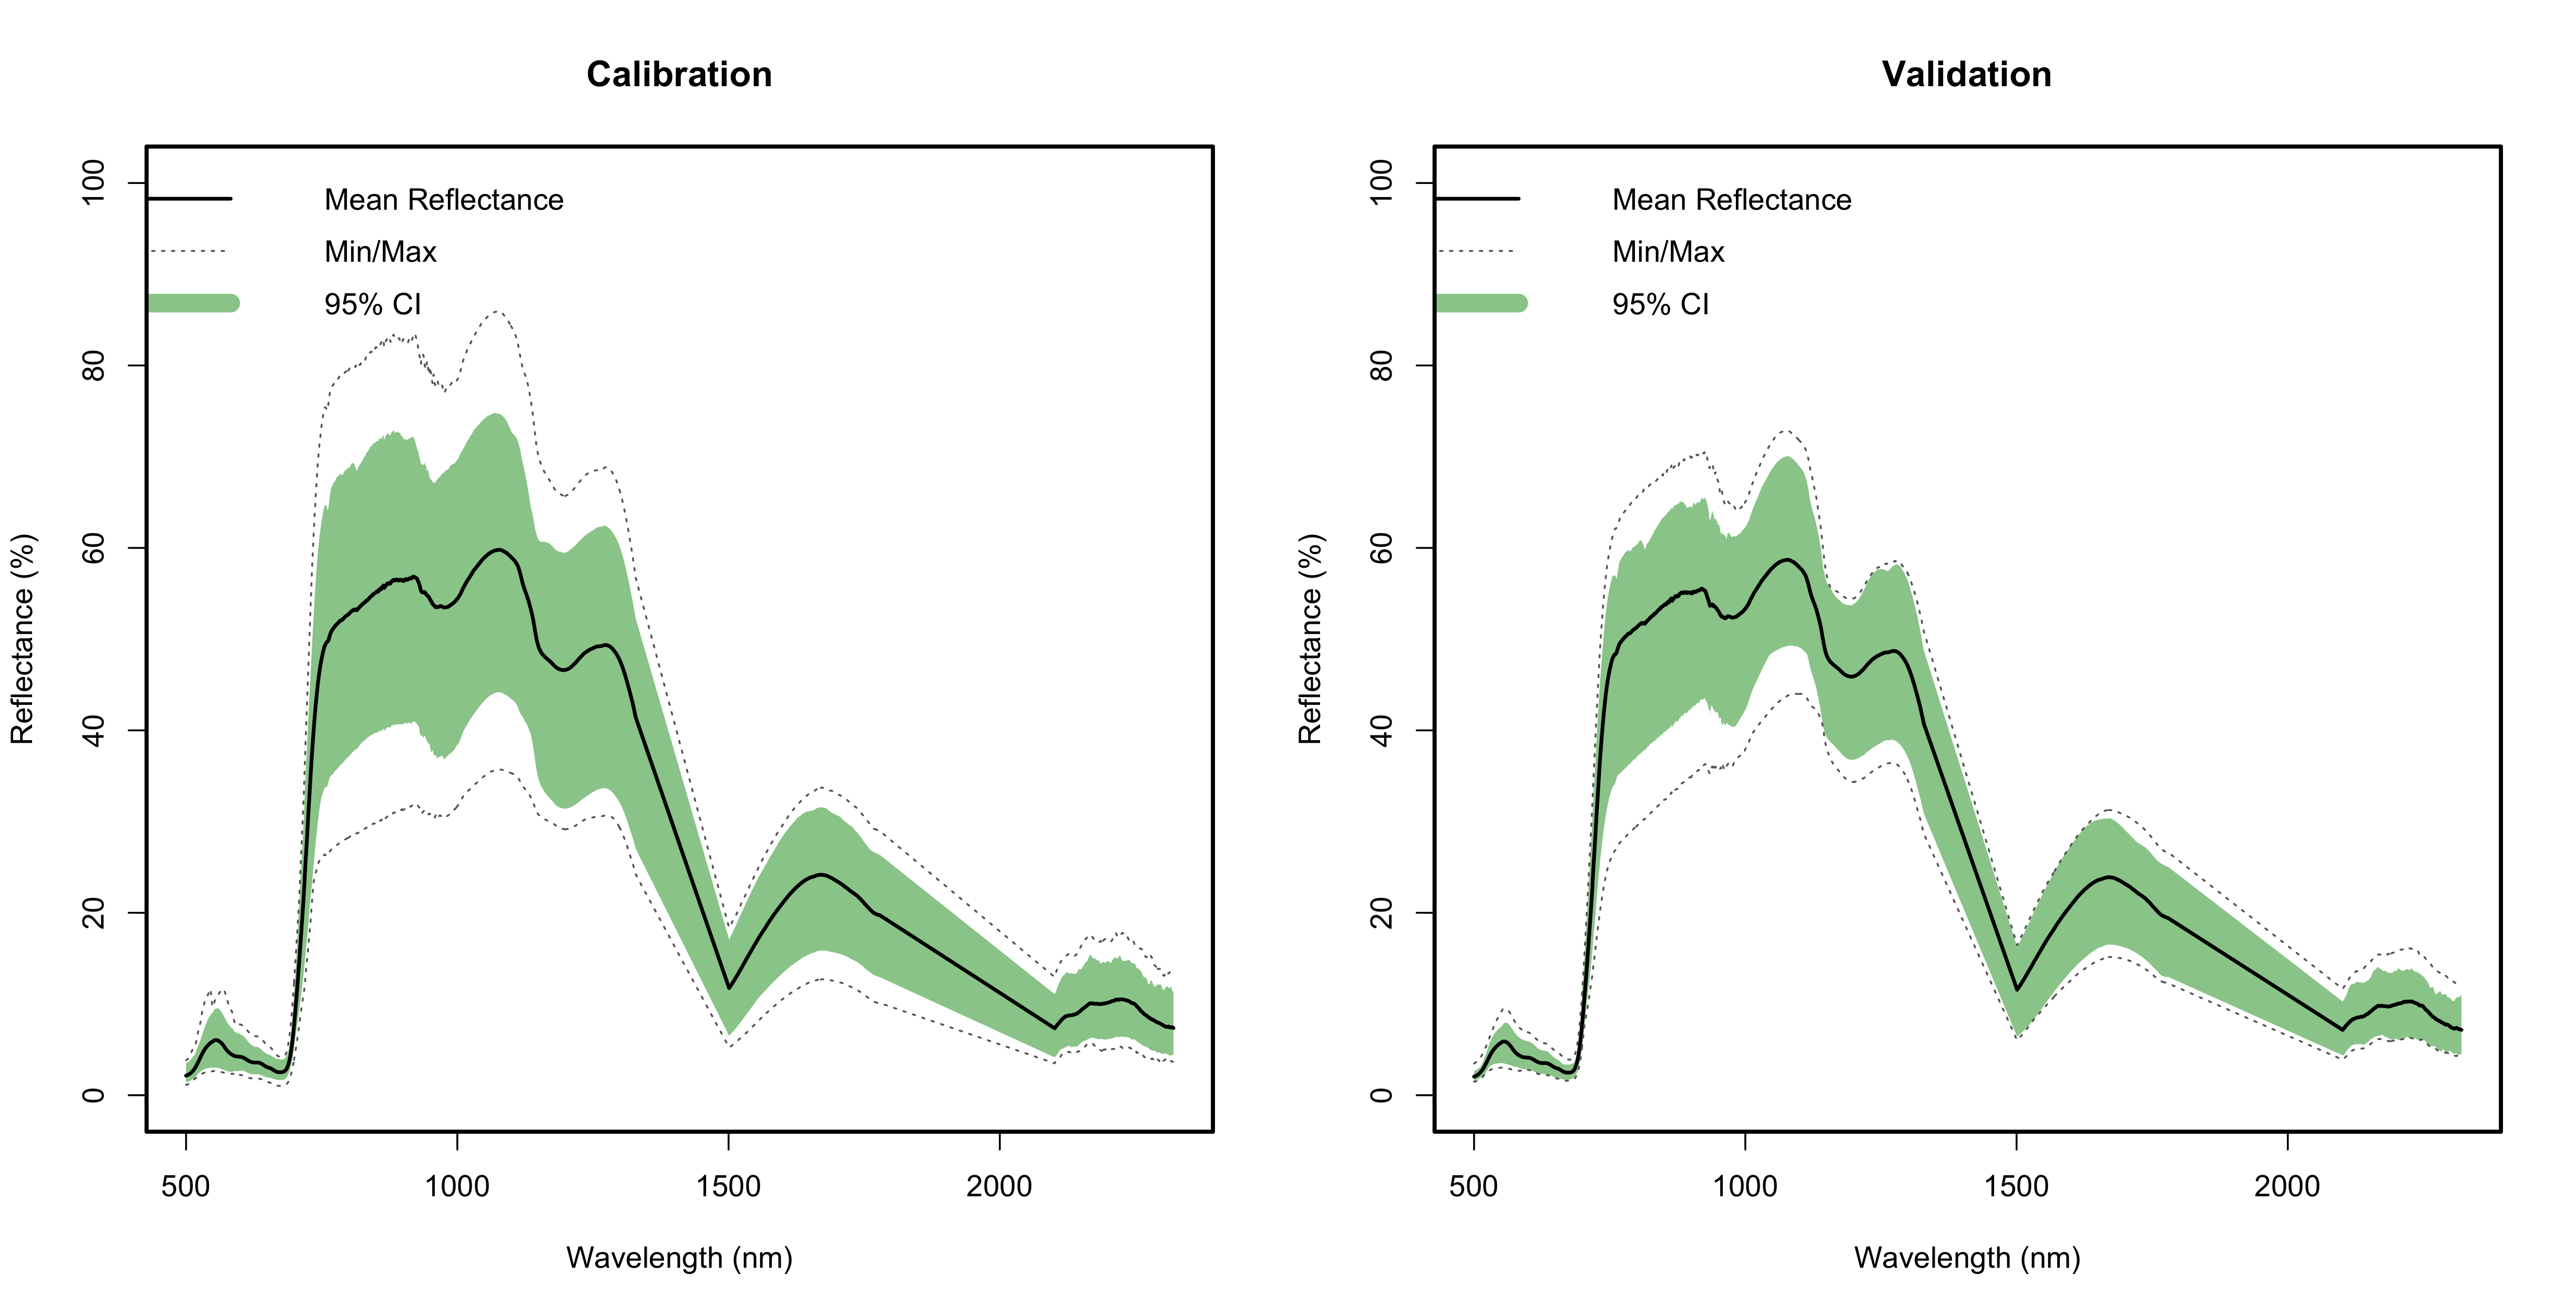 Calibration
Mean Reflectance
Min/Max
95% CI
Reflectance (%)
0
20
40
60
80
100
500
1000
1500
2000
Wavelength (nm)
Validation
Mean Reflectance
Min/Max
95% CI
Reflectance (%)
0
20
40
60
80
100
500
1000
1500
2000
Wavelength (nm)